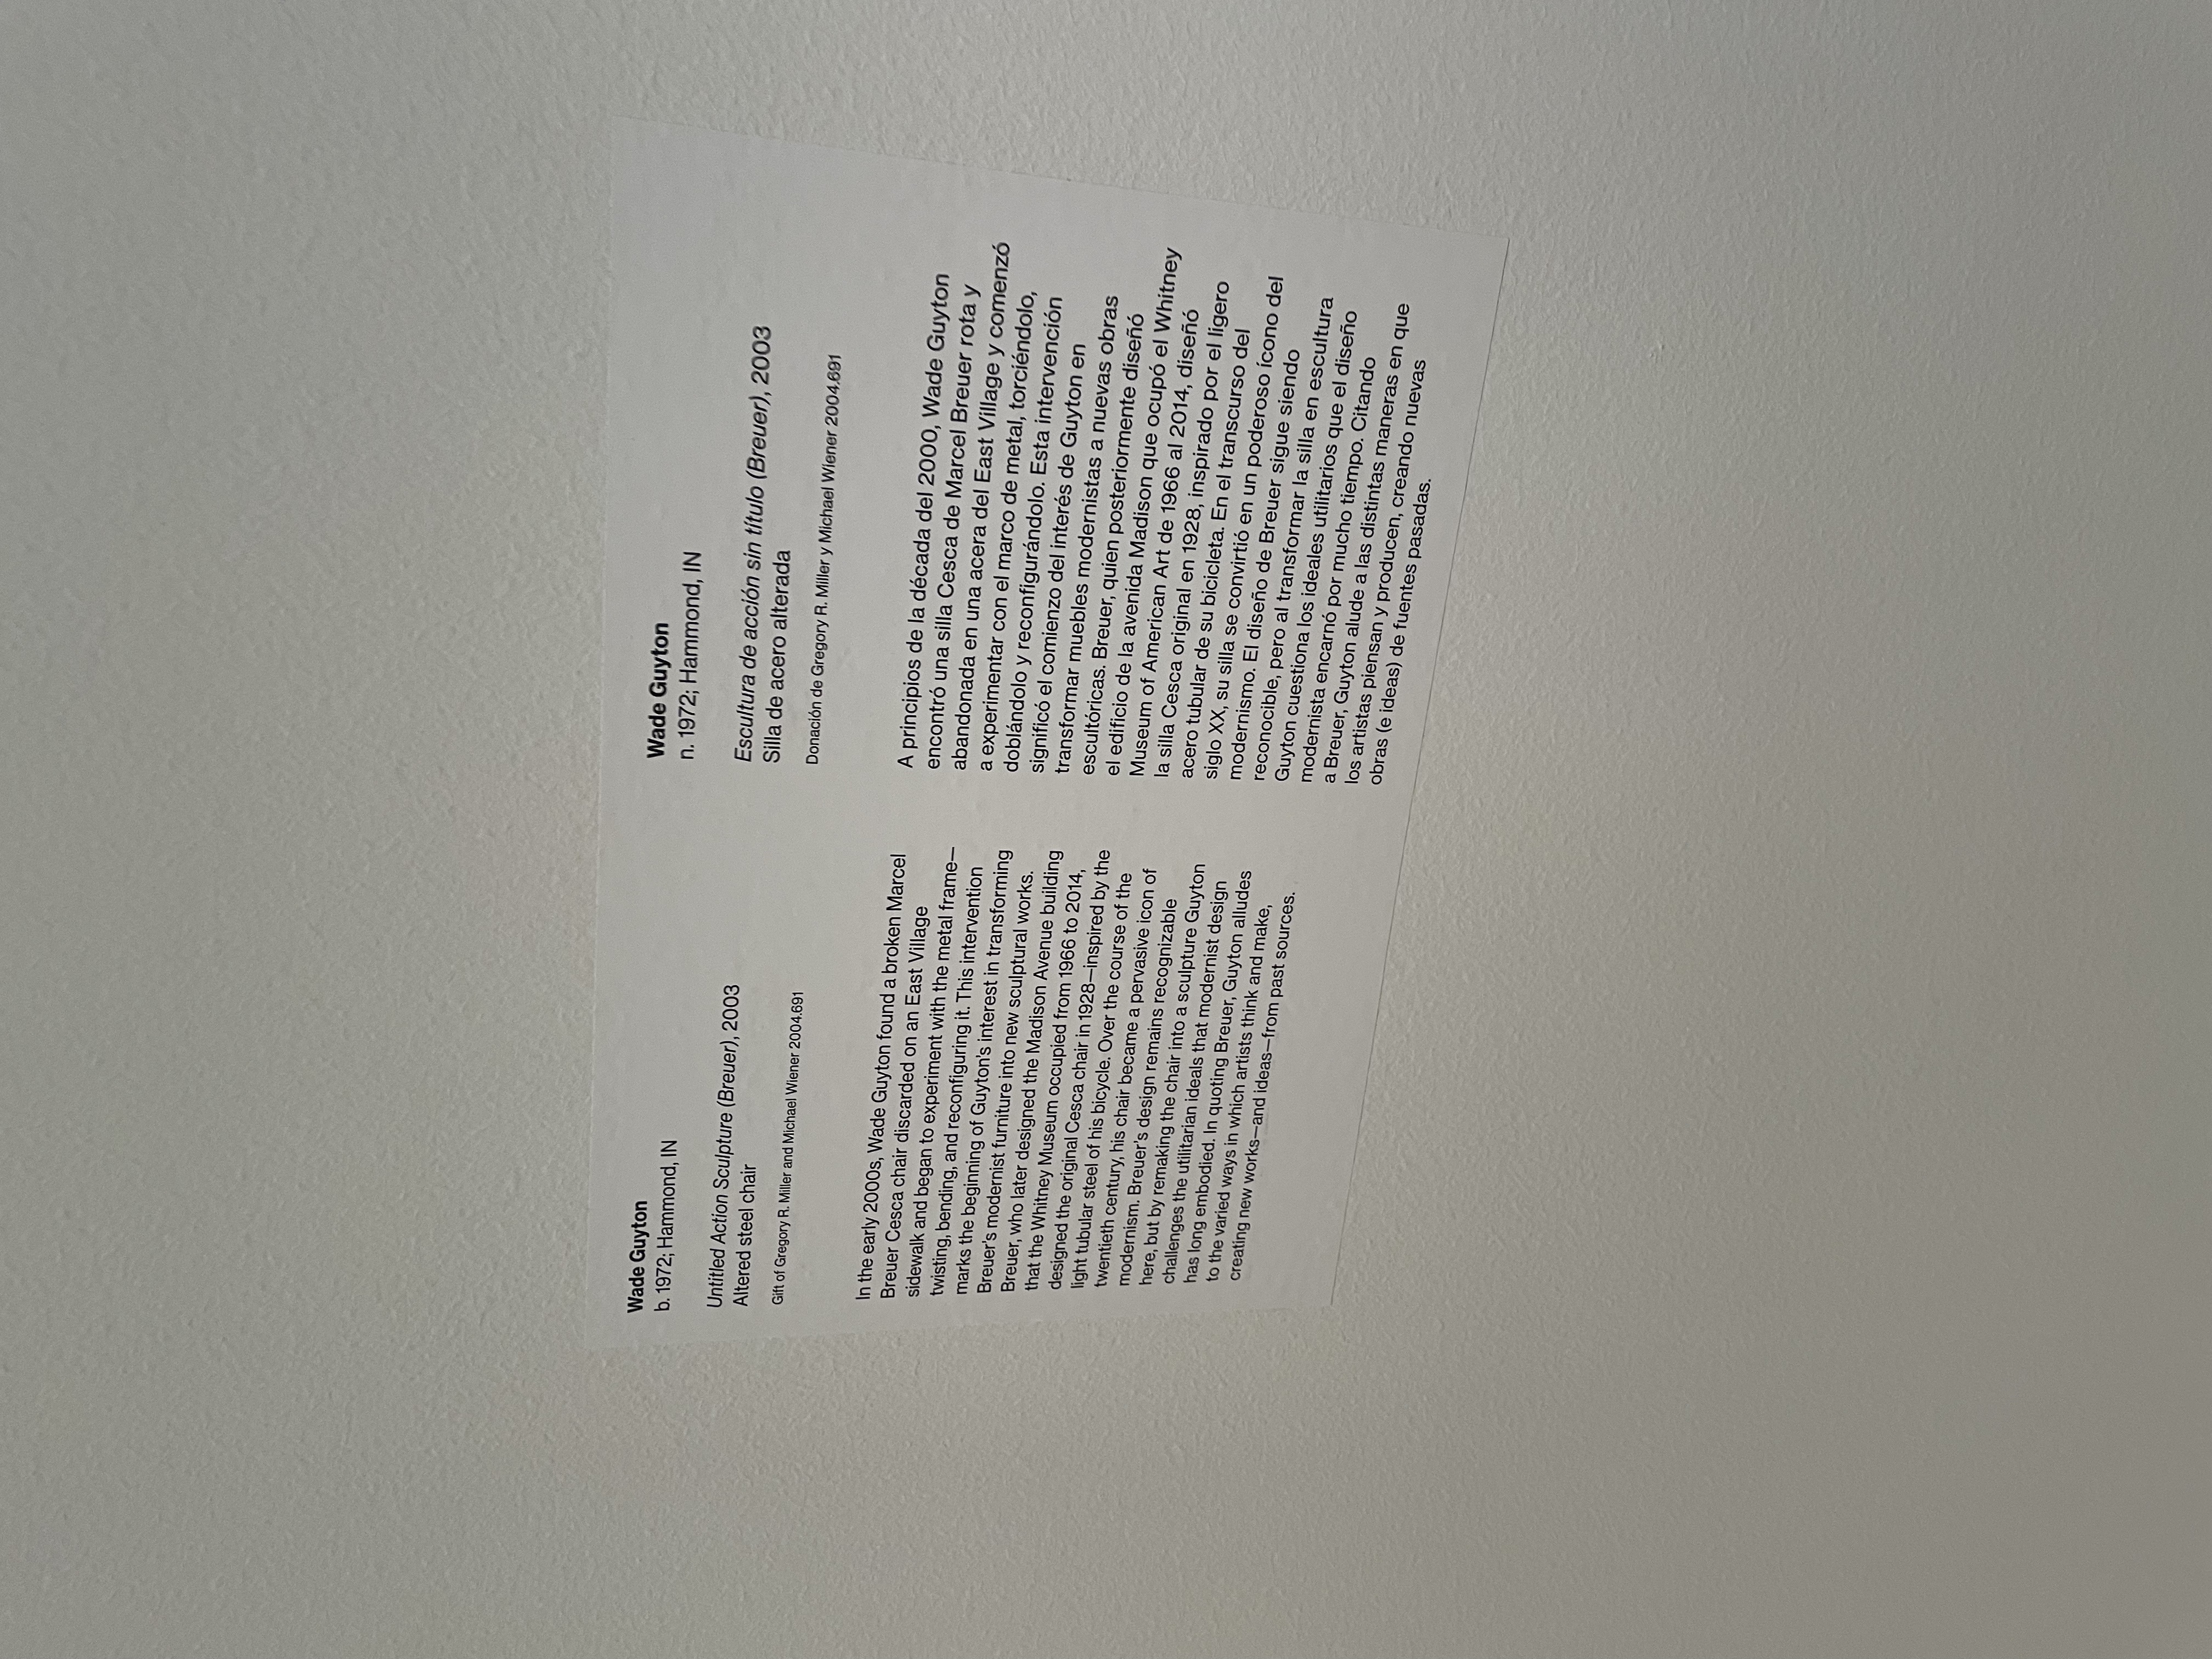 Wade Guyton
b. 1972; Hammond, IN
Untitled Action Sculpture (Breuer), 2003
Altered steel chair
Gift of Gregory R. Miller and Michael Wiener 2004.691
In the early 2000s, Wade Guyton found a broken Marcel
Breuer Cesca chair discarded on an East Village
sidewalk and began to experiment with the metal frame—
twisting, bending, and reconfiguring it. This intervention
marks the beginning of Guyton's interest in transforming
Breuer's modernist furniture into new sculptural works.
Breuer, who later designed the Madison Avenue building
that the Whitney Museum occupied from 1966 to 2014,
designed the original Cesca chair in 1928—inspired by the
light tubular steel of his bicycle. Over the course of the
twentieth century, his chair became a pervasive icon of
modernism. Breuer's design remains recognizable
here, but by remaking the chair into a sculpture Guyton
challenges the utilitarian ideals that modernist design
has long embodied. In quoting Breuer, Guyton alludes
to the varied ways in which artists think and make,
creating new works—and ideas—from past sources.
Wade Guyton
n. 1972; Hammond, IN
Escultura de acción sin título (Breuer), 2003
Silla de acero alterada
Donación de Gregory R. Miller y Michael Wiener 2004.691
A principios de la década del 2000, Wade Guyton
encontró una silla Cesca de Marcel Breuer rota y
abandonada en una acera del East Village y comenzó
a experimentar con el marco de metal, torciéndolo,
doblándolo y reconfigurándolo. Esta intervención
significó el comienzo del interés de Guyton en
transformar muebles modernistas a nuevas obras
escultóricas. Breuer, quien posteriormente diseñó
el edificio de la avenida Madison que ocupó el Whitney
Museum of American Art de 1966 al 2014, diseñó
la silla Cesca original en 1928, inspirado por el ligero
acero tubular de su bicicleta. En el transcurso del
siglo XX, su silla se convirtió en un poderoso ícono del
modernismo. El diseño de Breuer sigue siendo
reconocible, pero al transformar la silla en escultura
Guyton cuestiona los ideales utilitarios que el diseño
modernista encarnó por mucho tiempo. Citando
a Breuer, Guyton alude a las distintas maneras en que
los artistas piensan y producen, creando nuevas
obras (e ideas) de fuentes pasadas.